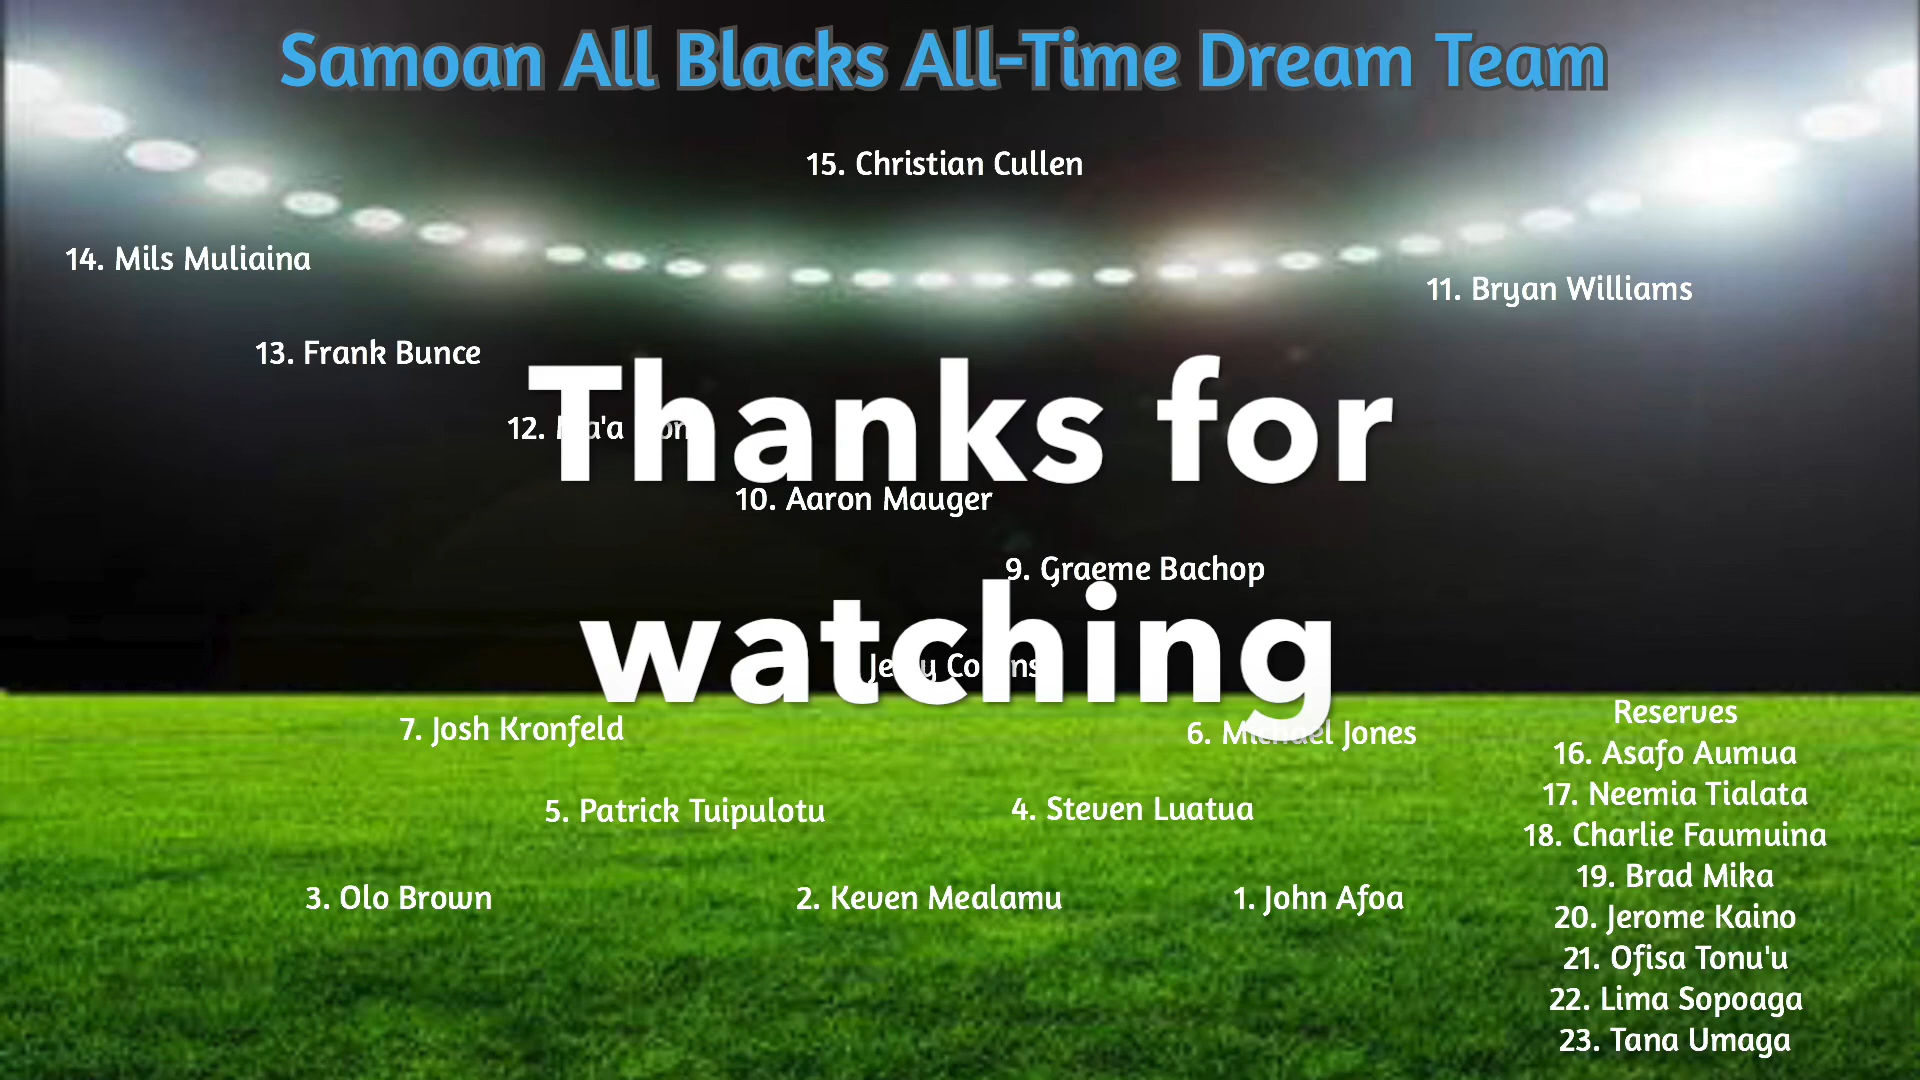 Samoan All Blacks All-Time Dream Team
15. Christian Cullen
14. Mils Muliaina
11. Bryan Williams
13. Frank Bunce
Thanks for
12.
10. Aaron Mauger
9. Graeme Bachop
watching
7. Josh Kronfeld
6. Michael Jones
5. Patrick Tuipulotu
4. Steven Luatua
3. Olo Brown
2. Keven Mealamu
1. John Afoa
Reserves
16. Asafo Aumua
17. Neemia Tialata
18. Charlie Faumuina
19. Brad Mika
20. Jerome Kaino
21. Ofisa Tonu'u
22. Lima Sopoaga
23. Tana Umaga